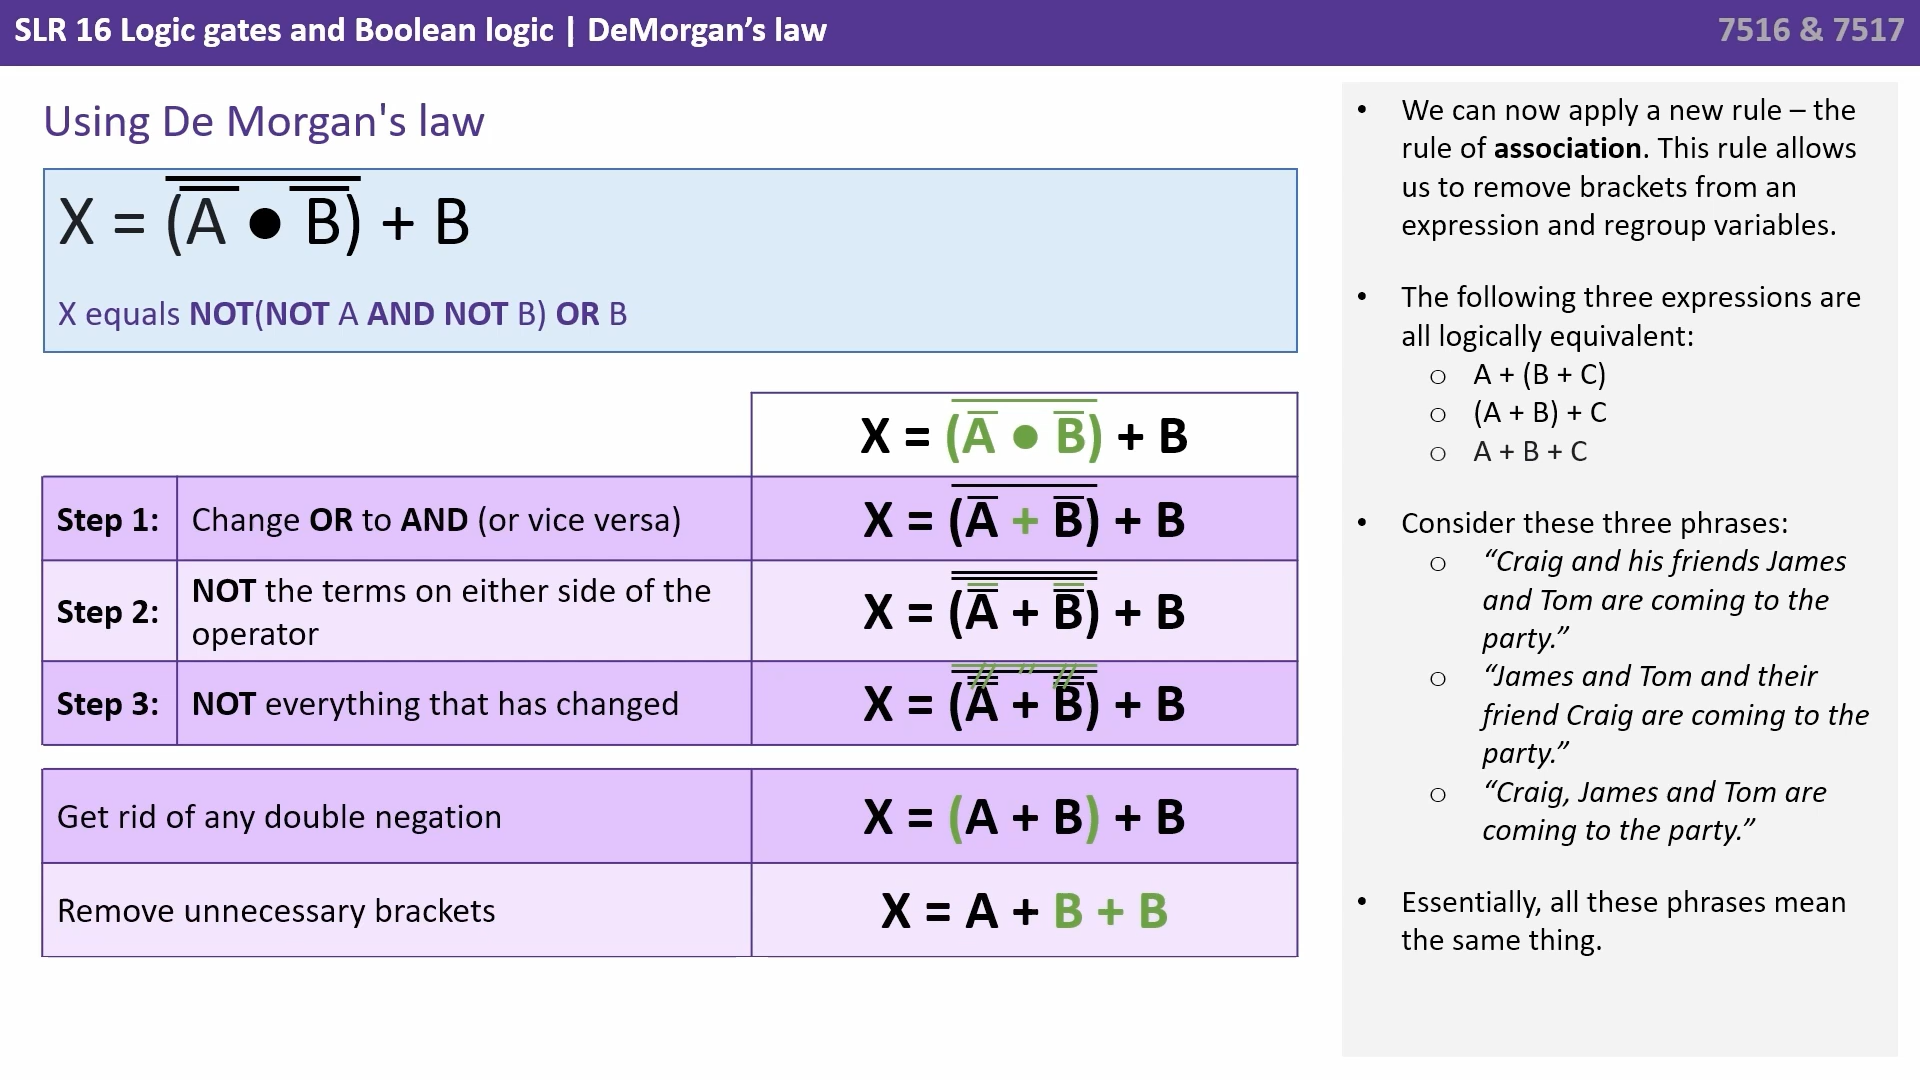 SLR 16 Logic gates and Boolean logic | DeMorgan’s law
7516 & 7517
Using De Morgan's law
X = (A̅ ● B̅)̅ + B
X equals NOT(NOT A AND NOT B) OR B
X = (A̅ ● B̅)̅ + B
Step 1: Change OR to AND (or vice versa) X = (A̅ + B̅)̅ + B
Step 2: NOT the terms on either side of the
operator
X = (A̿ + B̿)̿ + B
Step 3: NOT everything that has changed X = (A̿ + B̿)̿ + B
Get rid of any double negation X = (A + B) + B
Remove unnecessary brackets X = A + B + B
• We can now apply a new rule – the
rule of association. This rule allows
us to remove brackets from an
expression and regroup variables.
• The following three expressions are
all logically equivalent:
○ A + (B + C)
○ (A + B) + C
○ A + B + C
• Consider these three phrases:
○ “Craig and his friends James
and Tom are coming to the
party.”
○ “James and Tom and their
friend Craig are coming to the
party.”
○ “Craig, James and Tom are
coming to the party.”
• Essentially, all these phrases mean
the same thing.